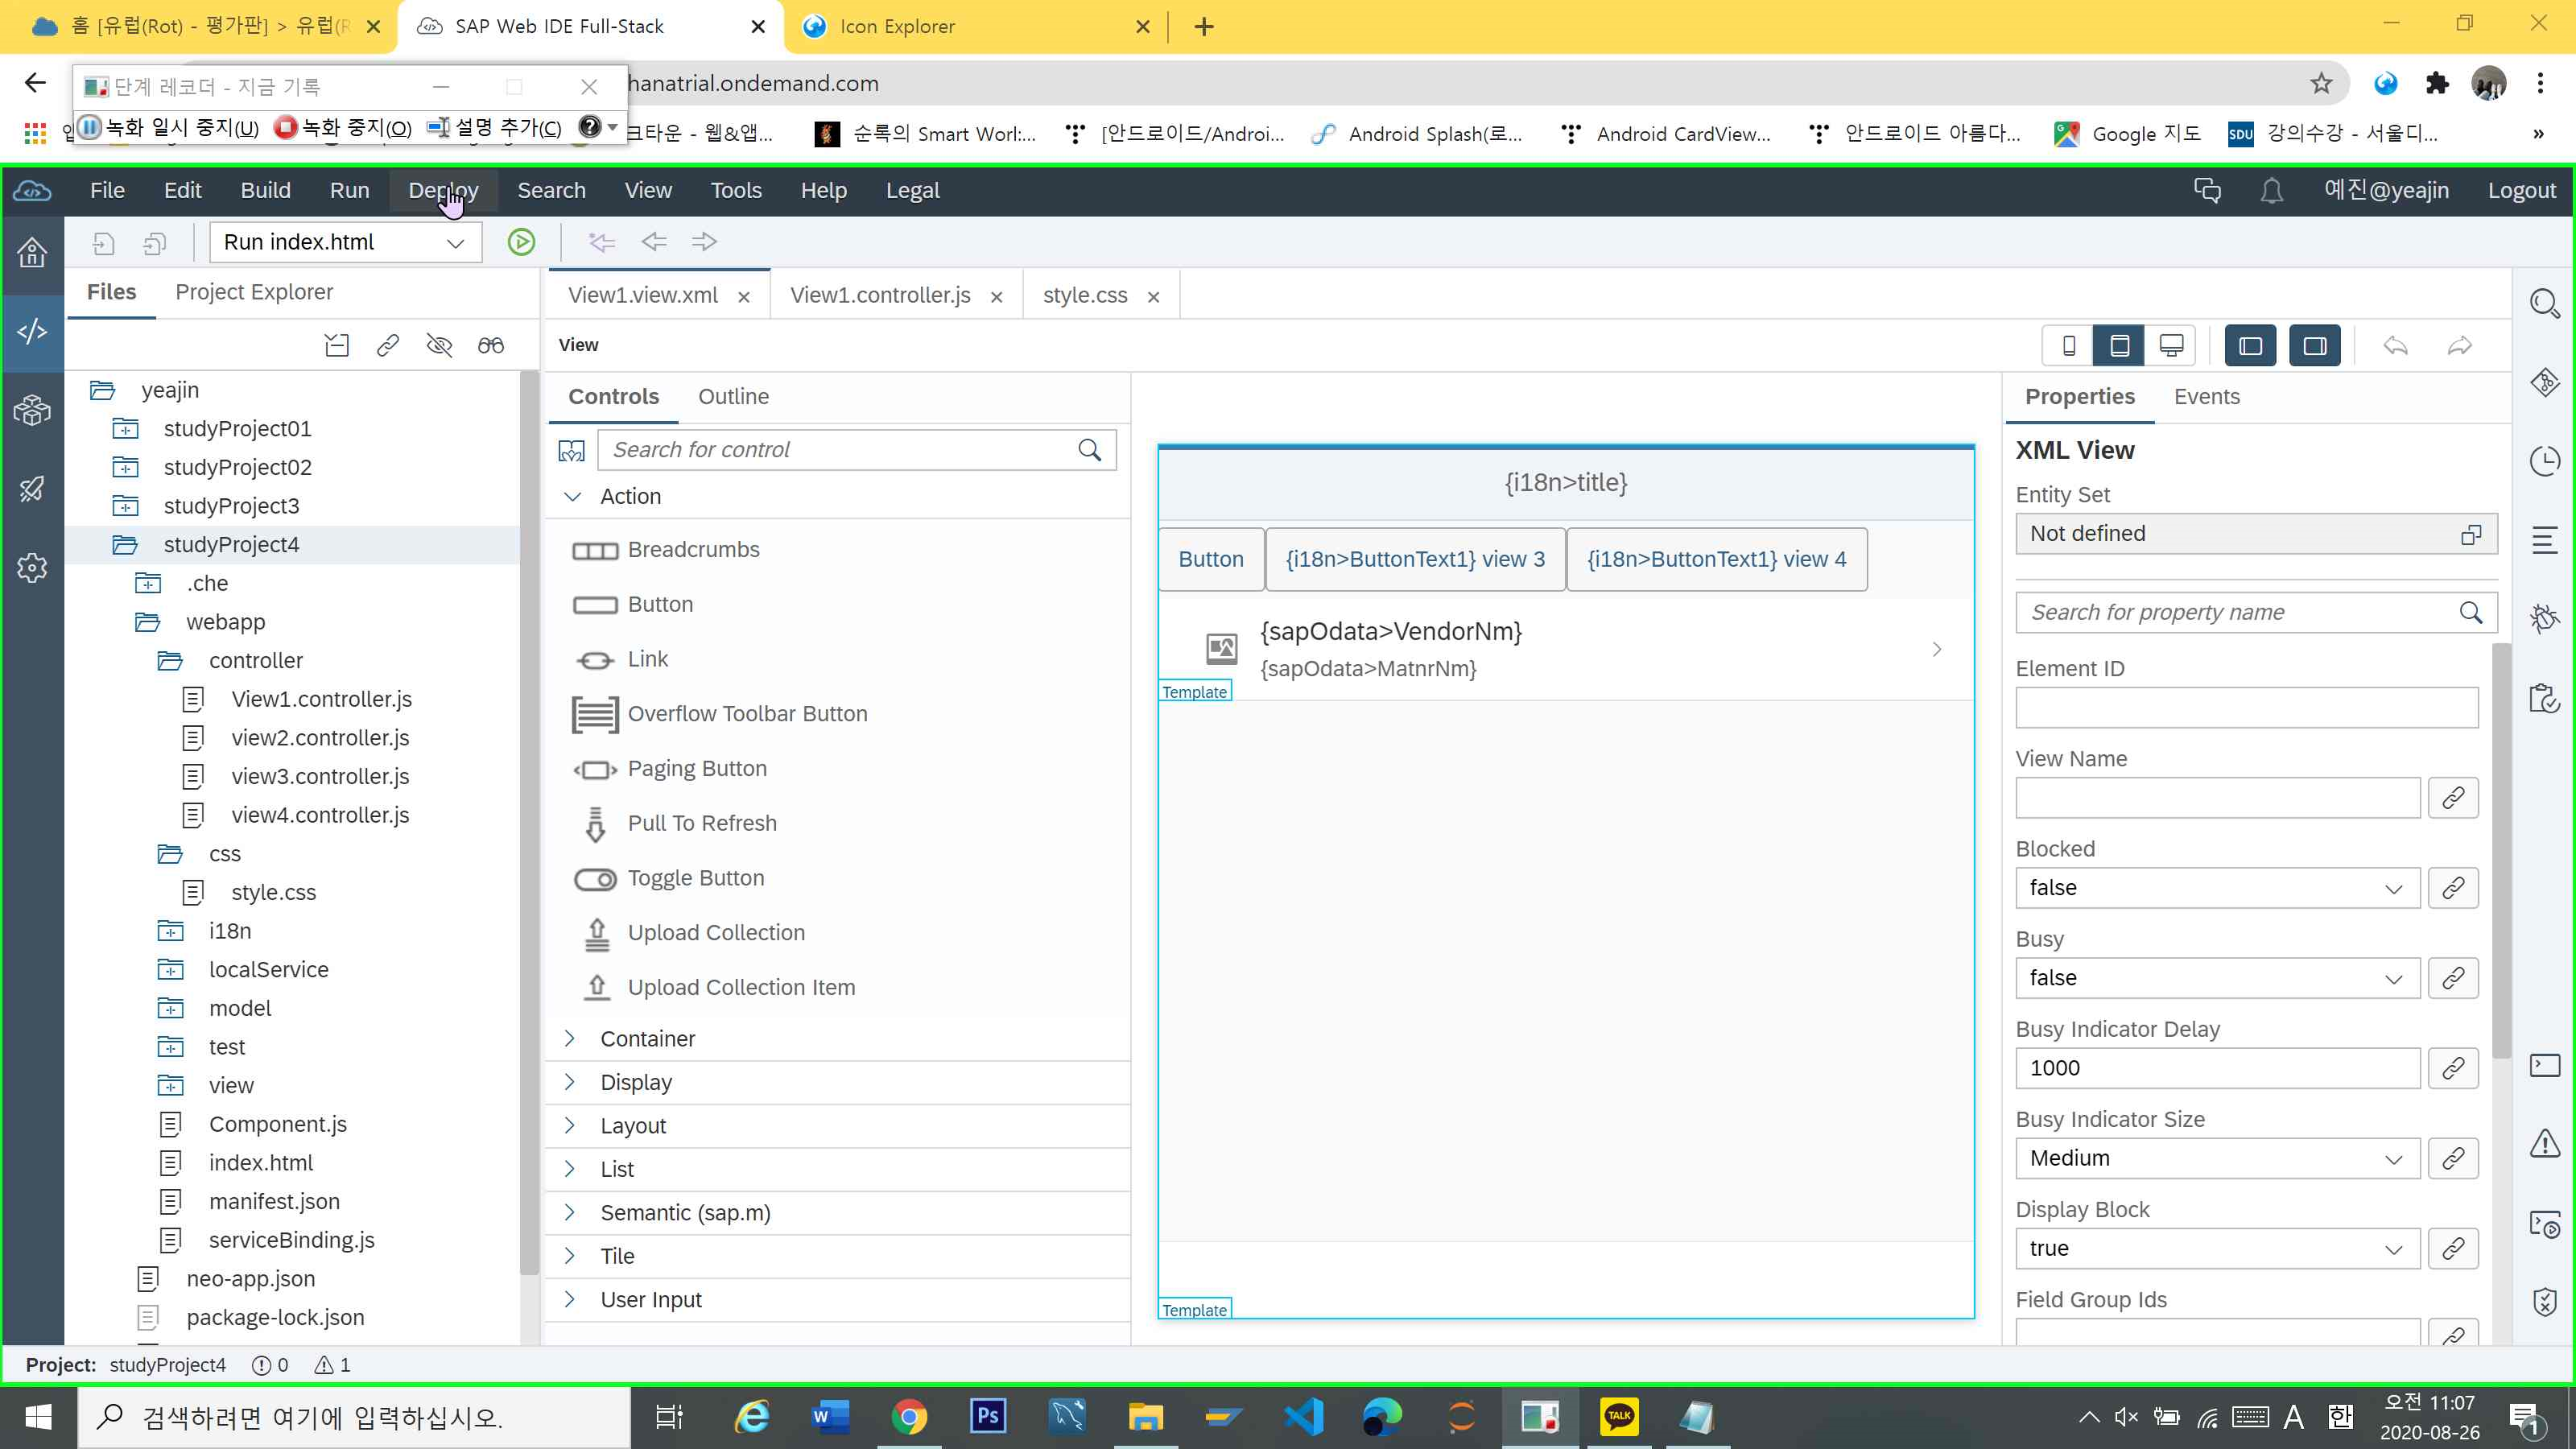 홈 [유럽(Rot) - 평가판] > 유럽(R
SAP Web IDE Full-Stack
Icon Explorer
단계 레코더 - 지금 기록
hanatrial.ondemand.com
녹화 일시 중지(U)
녹화 중지(O)
설명 추가(C)
크타운 - 웹&앱...
순록의 Smart Worl:...
[안드로이드/Androi...
Android Splash(로...
Android CardView...
안드로이드 아름다...
Google 지도
SDU
강의수강 - 서울디...
»
File Edit Build Run Deploy Search View Tools Help Legal
예진@yeajin
Logout
Run index.html
Files
Project Explorer
View1.view.xml
View1.controller.js
style.css
View
yeajin
studyProject01
studyProject02
studyProject3
studyProject4
.che
webapp
controller
View1.controller.js
view2.controller.js
view3.controller.js
view4.controller.js
css
style.css
i18n
localService
model
test
view
Component.js
index.html
manifest.json
serviceBinding.js
neo-app.json
package-lock.json
Controls
Outline
Search for control
Action
Breadcrumbs
Button
Link
Overflow Toolbar Button
Paging Button
Pull To Refresh
Toggle Button
Upload Collection
Upload Collection Item
Container
Display
Layout
List
Semantic (sap.m)
Tile
User Input
{i18n>title}
Button
{i18n>ButtonText1} view 3
{i18n>ButtonText1} view 4
{sapOdata>VendorNm}
{sapOdata>MatnrNm}
Template
Template
Properties
Events
XML View
Entity Set
Not defined
Search for property name
Element ID
View Name
Blocked
false
Busy
false
Busy Indicator Delay
1000
Busy Indicator Size
Medium
Display Block
true
Field Group Ids
Project: studyProject4
0
1
검색하려면 여기에 입력하십시오.
Ps
TALK
A
한
오전 11:07
2020-08-26
1